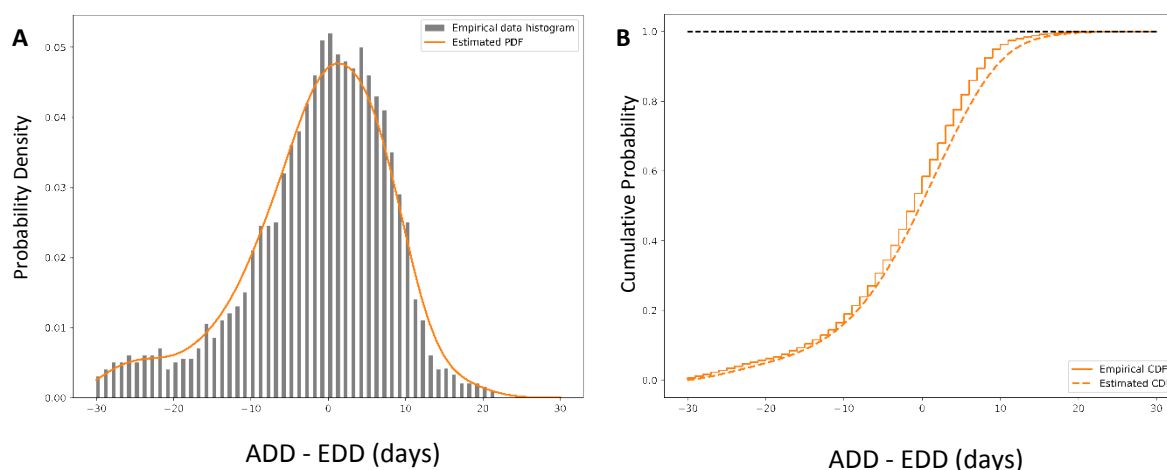 A
Empirical data histogram
Estimated PDF
Probability Density
0.05
0.04
0.03
0.02
0.01
0.00
−30
−20
−10
0
10
20
30
ADD - EDD (days)
B
Cumulative Probability
1.0
0.8
0.6
0.4
0.2
0.0
Empirical CDF
Estimated CD
−30
−20
−10
0
10
20
30
ADD - EDD (days)